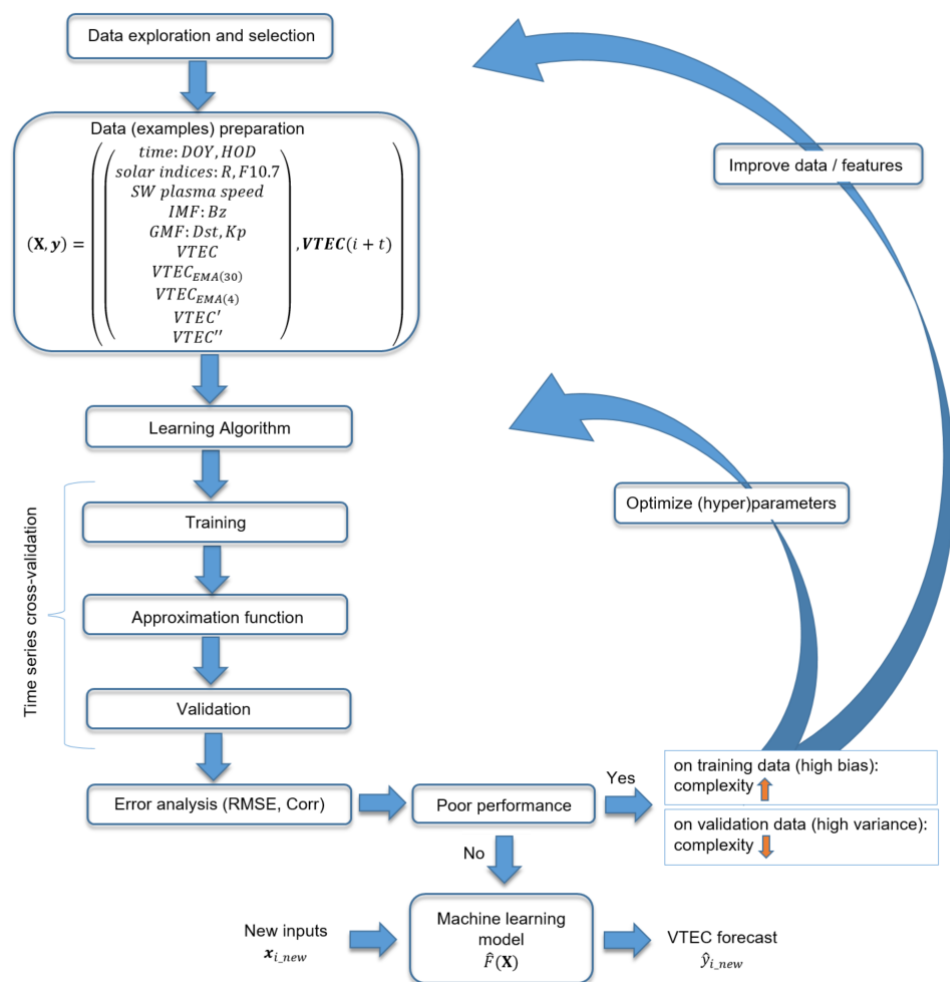 Data exploration and selection
Data (examples) preparation
time: DOY, HOD
solar indices: R, F10.7
SW plasma speed
IMF: Bz
GMF: Dst, Kp
(X, y) =
, VTEC(i + t)
VTEC
VTEC_EMA(30)
VTEC_EMA(4)
VTEC'
VTEC''
Improve data / features
Learning Algorithm
Optimize (hyper)parameters
Time series cross-validation
Training
Approximation function
Validation
Error analysis (RMSE, Corr)
Poor performance
Yes
on training data (high bias):
complexity
on validation data (high variance):
complexity
No
New inputs
x_i_new
Machine learning
model
F̂(X)
VTEC forecast
ŷ_i_new